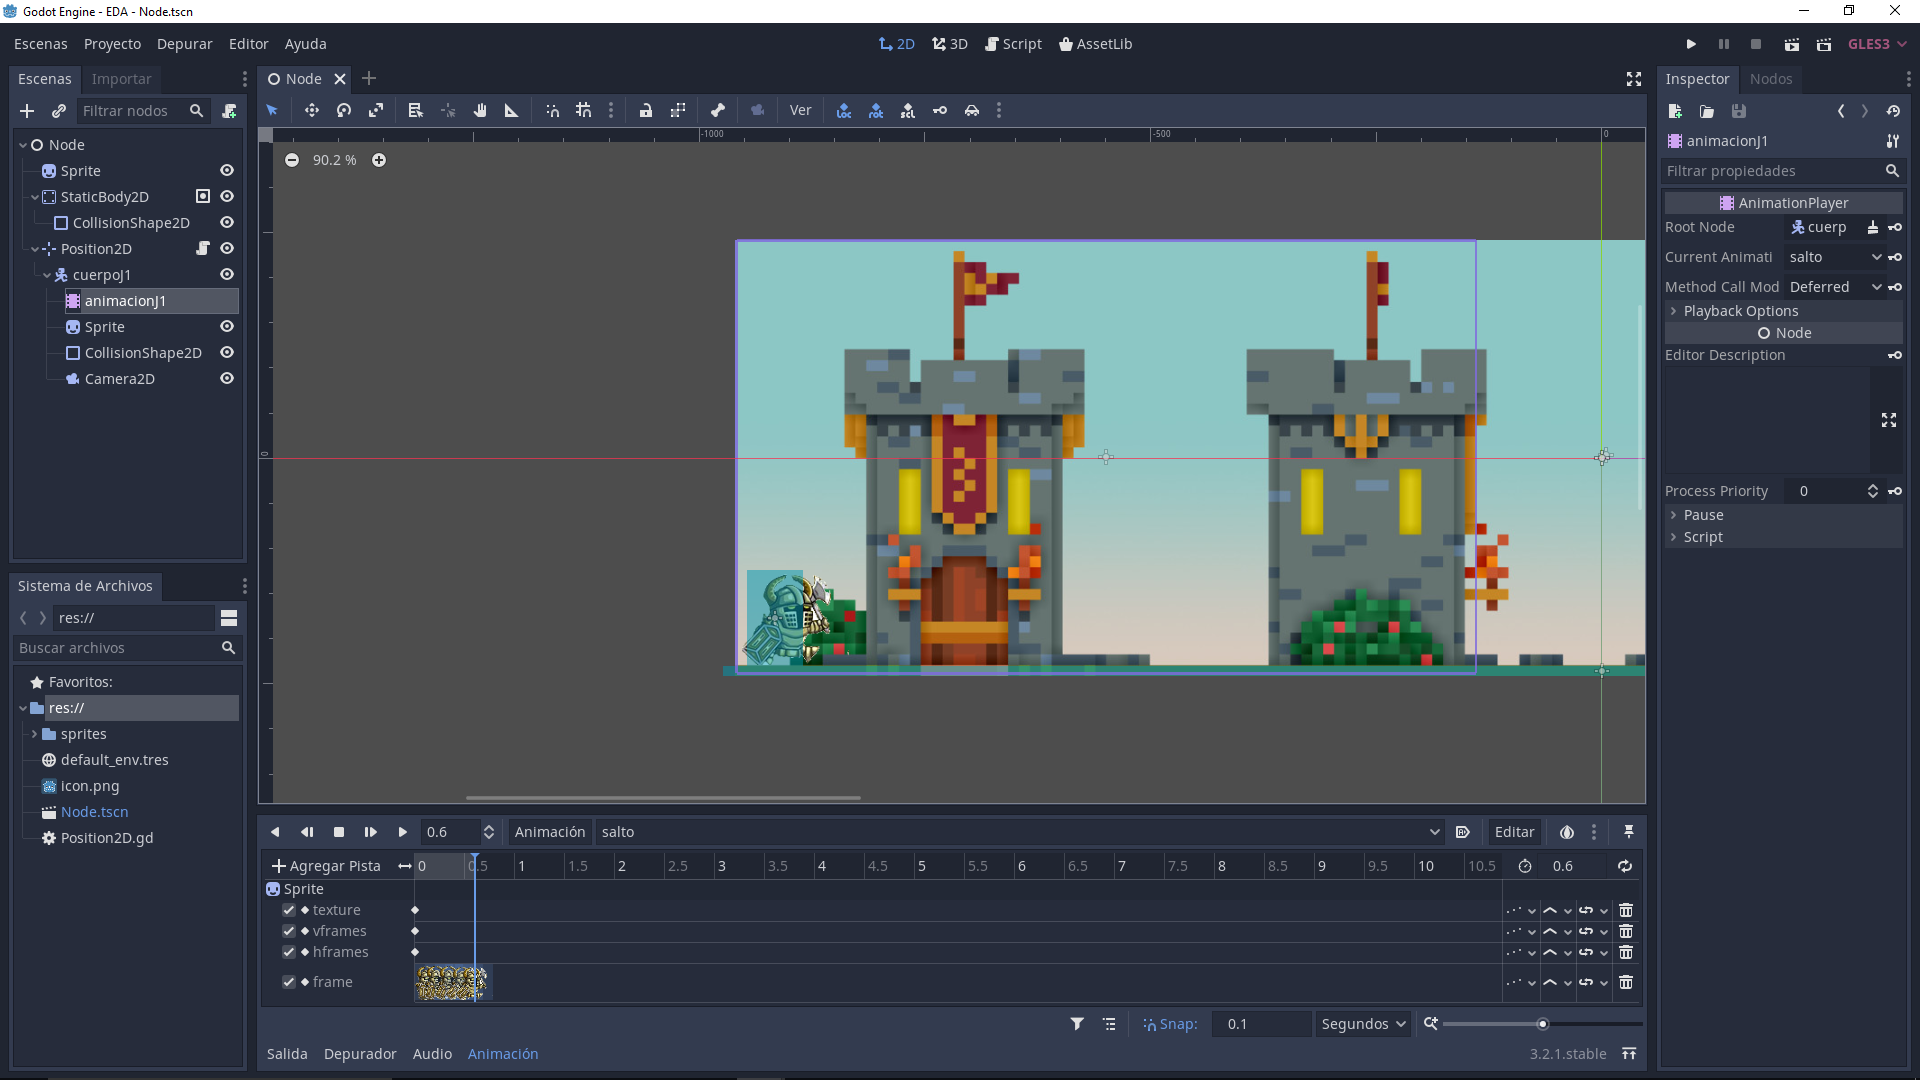 Godot Engine - EDA - Node.tscn
Escenas Proyecto Depurar Editor Ayuda
2D 3D Script AssetLib
GLES3
Escenas Importar
Node
Inspector Nodos
Filtrar nodos
Ver
-1000 -500 0
0
90.2 %
Node
Sprite
StaticBody2D
CollisionShape2D
Position2D
cuerpoJ1
animacionJ1
Sprite
CollisionShape2D
Camera2D
animacionJ1
Filtrar propiedades
AnimationPlayer
Root Node cuerp
Current Animati salto
Method Call Mod Deferred
Playback Options
Node
Editor Description
Process Priority 0
Pause
Script
Sistema de Archivos
res://
Buscar archivos
Favoritos:
res://
sprites
default_env.tres
icon.png
Node.tscn
Position2D.gd
0.6 Animación salto Editar
Agregar Pista 0 0.5 1 1.5 2 2.5 3 3.5 4 4.5 5 5.5 6 6.5 7 7.5 8 8.5 9 9.5 10 10.5 0.6
Sprite
texture
vframes
hframes
frame
Snap: 0.1 Segundos
Salida Depurador Audio Animación 3.2.1.stable